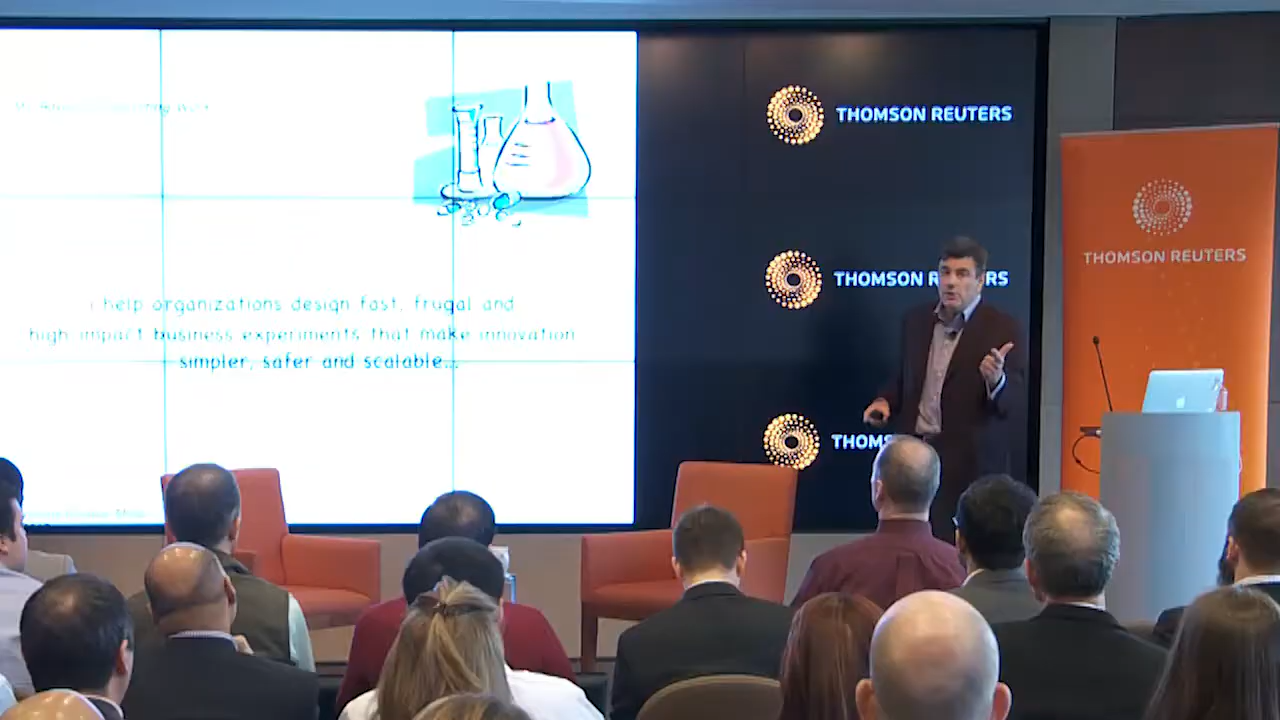 i help organizations design fast, frugal and
high impact business experiments that make innovation
simpler, safer and scalable...
THOMSON REUTERS
THOMSON REUTERS
THOMS
THOMSON REUTERS